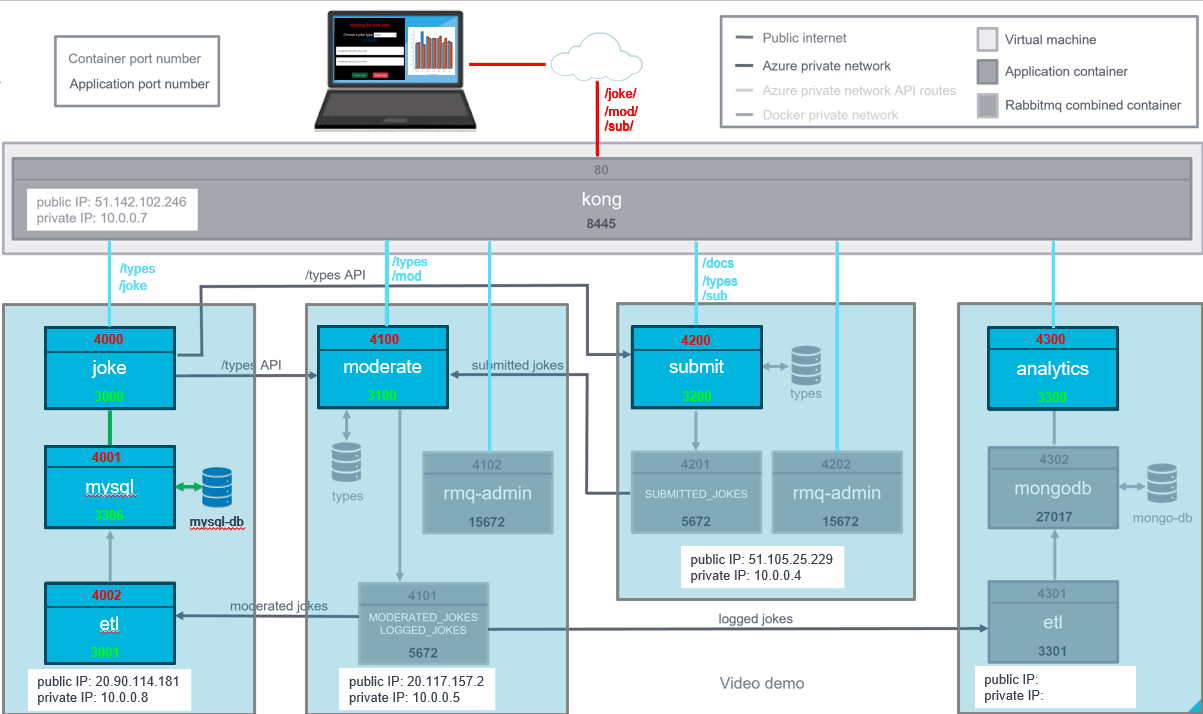 Container port number
Application port number
Waiting for new joke
Choose a joke type
/joke/
/mod/
/sub/
Public internet
Azure private network
Azure private network API routes
Docker private network
Virtual machine
Application container
Rabbitmq combined container
80
kong
8445
public IP: 51.142.102.246
private IP: 10.0.0.7
/types
/joke
/types API
/types
/mod
/docs
/types
/sub
4000
joke
3000
/types API
4100
moderate
3100
submitted jokes
4200
submit
3200
types
4300
analytics
3300
4001
mysql
3306
mysql-db
types
4102
rmq-admin
15672
4201
SUBMITTED_JOKES
5672
4202
rmq-admin
15672
4302
mongodb
27017
mongo-db
public IP: 51.105.25.229
private IP: 10.0.0.4
4002
etl
3001
moderated jokes
4101
MODERATED_JOKES
LOGGED_JOKES
5672
logged jokes
4301
etl
3301
public IP: 20.90.114.181
private IP: 10.0.0.8
public IP: 20.117.157.2
private IP: 10.0.0.5
Video demo
public IP:
private IP: